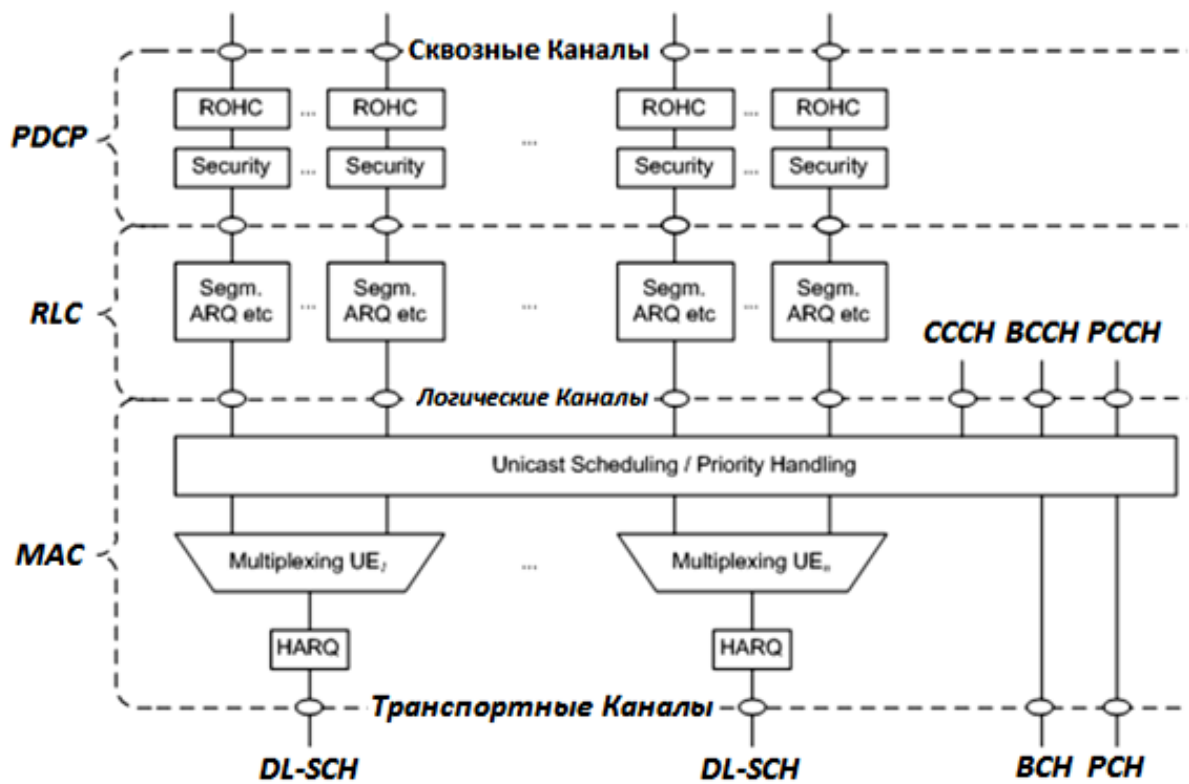 Сквозные Каналы
ROHC ... ROHC ROHC ... ROHC
PDCP ...
Security ... Security Security ... Security
Segm. ARQ etc ... Segm. ARQ etc ... Segm. ARQ etc ... Segm. ARQ etc
RLC
CCCH BCCH PCCH
Логические Каналы
Unicast Scheduling / Priority Handling
MAC
Multiplexing UE₁ ... Multiplexing UEₙ
HARQ HARQ
Транспортные Каналы
DL-SCH DL-SCH BCH PCH